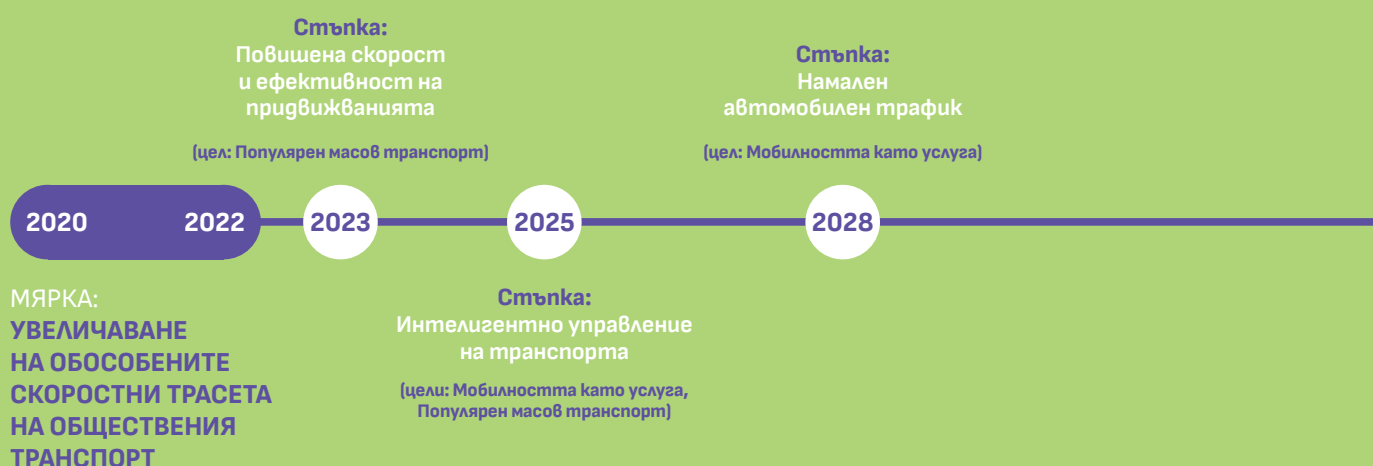 Стъпка:
Повишена скорост
и ефективност на
придвижванията
(цел: Популярен масов транспорт)
Стъпка:
Намален
автомобилен трафик
(цел: Мобилността като услуга)
2020 2022 2023 2025 2028
МЯРКА:
УВЕЛИЧАВАНЕ
НА ОБОСОБЕНИТЕ
СКОРОСТНИ ТРАСЕТА
НА ОБЩЕСТВЕНИЯ
ТРАНСПОРТ
Стъпка:
Интелигентно управление
на транспорта
(цели: Мобилността като услуга,
Популярен масов транспорт)